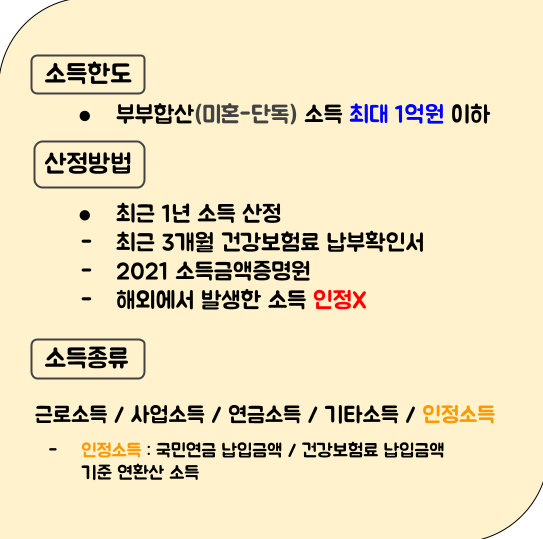 소득한도
● 부부합산(미혼-단독) 소득 최대 1억원 이하
산정방법
● 최근 1년 소득 산정
- 최근 3개월 건강보험료 납부확인서
- 2021 소득금액증명원
- 해외에서 발생한 소득 인정X
소득종류
근로소득 / 사업소득 / 연금소득 / 기타소득 / 인정소득
- 인정소득 : 국민연금 납입금액 / 건강보험료 납입금액
기준 연환산 소득